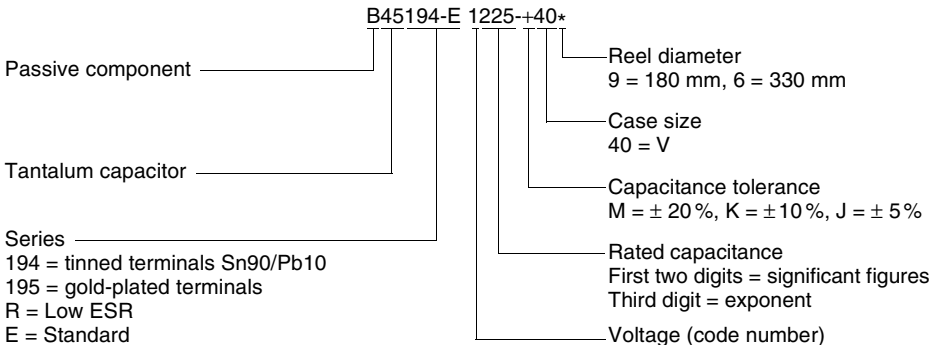 B45194-E 1225-+40*
Passive component
Tantalum capacitor
Series
194 = tinned terminals Sn90/Pb10
195 = gold-plated terminals
R = Low ESR
E = Standard
Reel diameter
9 = 180 mm, 6 = 330 mm
Case size
40 = V
Capacitance tolerance
M = ± 20%, K = ±10%, J = ± 5%
Rated capacitance
First two digits = significant figures
Third digit = exponent
Voltage (code number)